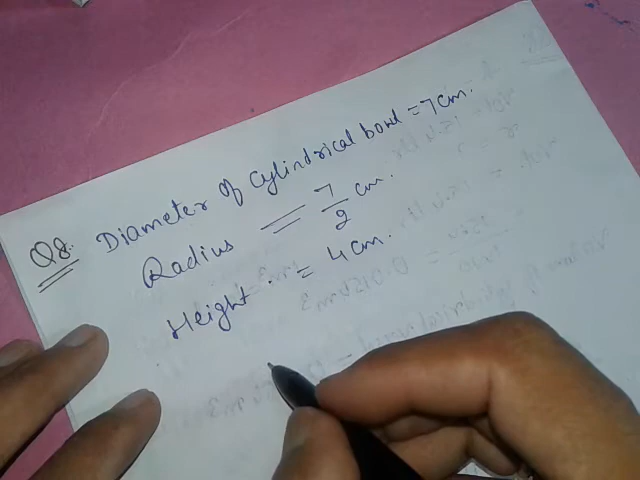 Q8. Diameter of Cylindrical bowl = 7cm.
Radius = 7/2 cm.
Height. = 4cm.